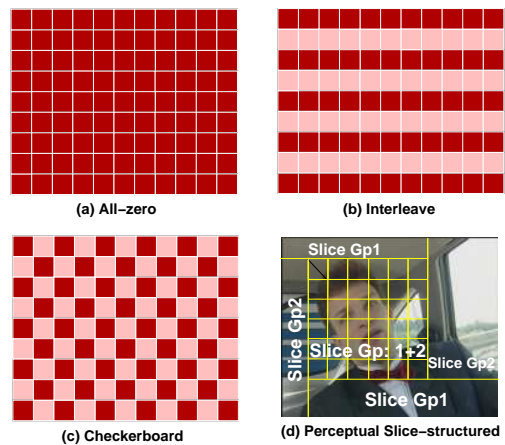 (a) All–zero
(b) Interleave
Slice Gp1
Slice Gp2
Slice Gp: 1+2
Slice Gp2
Slice Gp1
(c) Checkerboard
(d) Perceptual Slice–structured